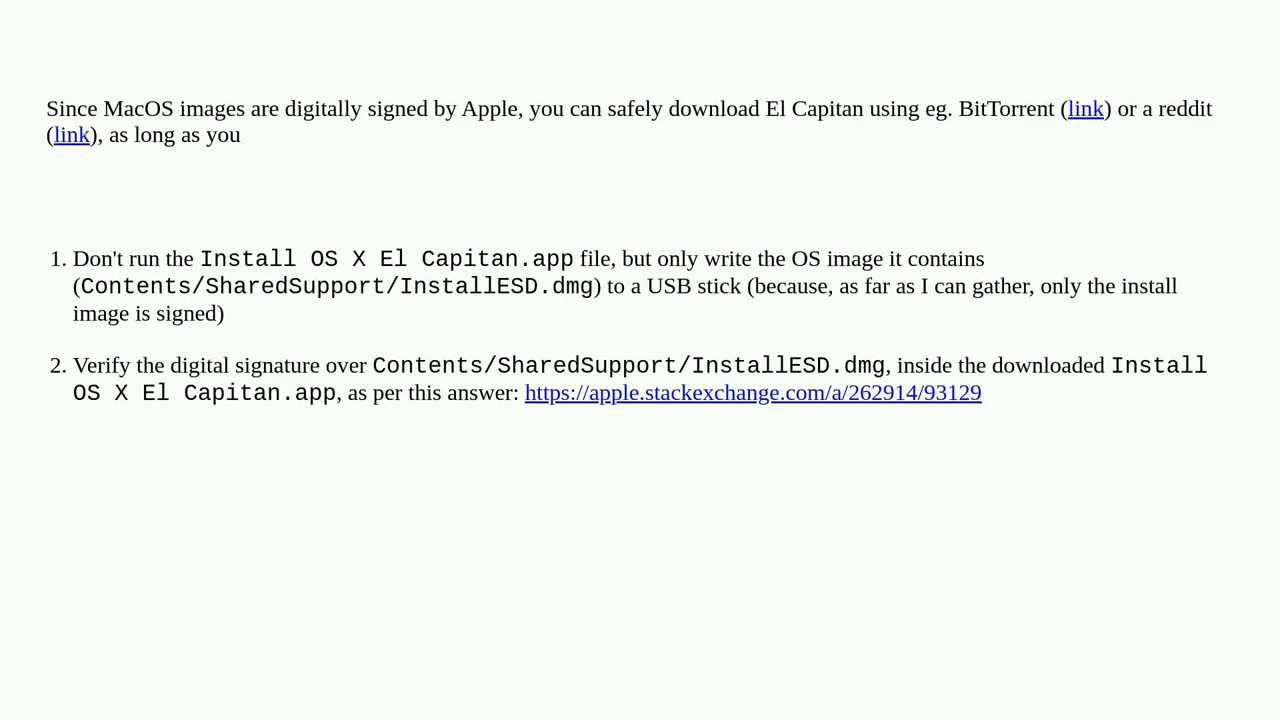 Since MacOS images are digitally signed by Apple, you can safely download El Capitan using eg. BitTorrent (link) or a reddit
(link), as long as you
1. Don't run the Install OS X El Capitan.app file, but only write the OS image it contains
(Contents/SharedSupport/InstallESD.dmg) to a USB stick (because, as far as I can gather, only the install
image is signed)
2. Verify the digital signature over Contents/SharedSupport/InstallESD.dmg, inside the downloaded Install
OS X El Capitan.app, as per this answer: https://apple.stackexchange.com/a/262914/93129